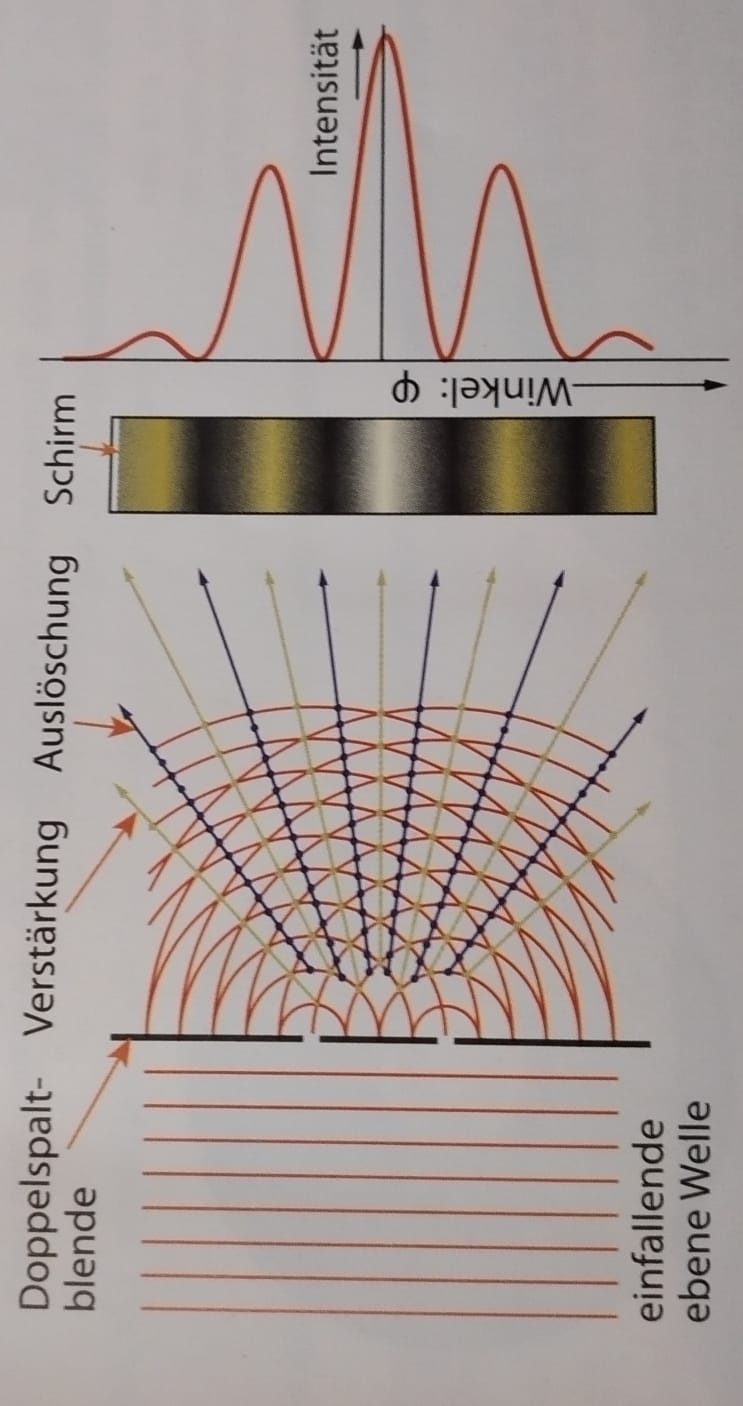 Doppelspalt-
blende
Verstärkung
Auslöschung
Schirm
Intensität
Winkel: φ
einfallende
ebene Welle